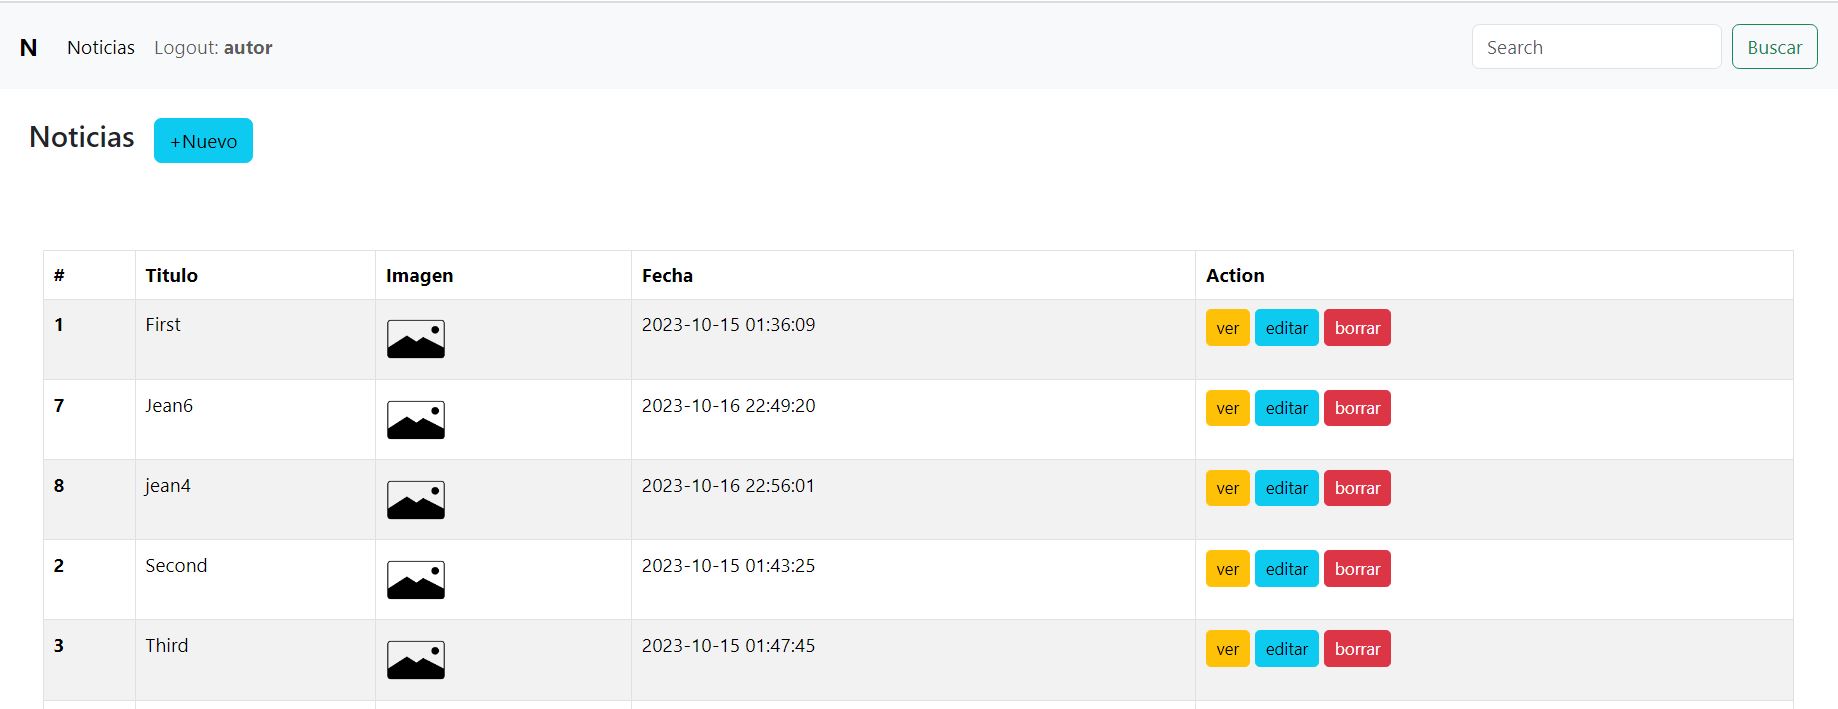 N Noticias Logout: autor Search Buscar
Noticias +Nuevo
# Titulo Imagen Fecha Action
1 First 2023-10-15 01:36:09 ver editar borrar
7 Jean6 2023-10-16 22:49:20 ver editar borrar
8 jean4 2023-10-16 22:56:01 ver editar borrar
2 Second 2023-10-15 01:43:25 ver editar borrar
3 Third 2023-10-15 01:47:45 ver editar borrar